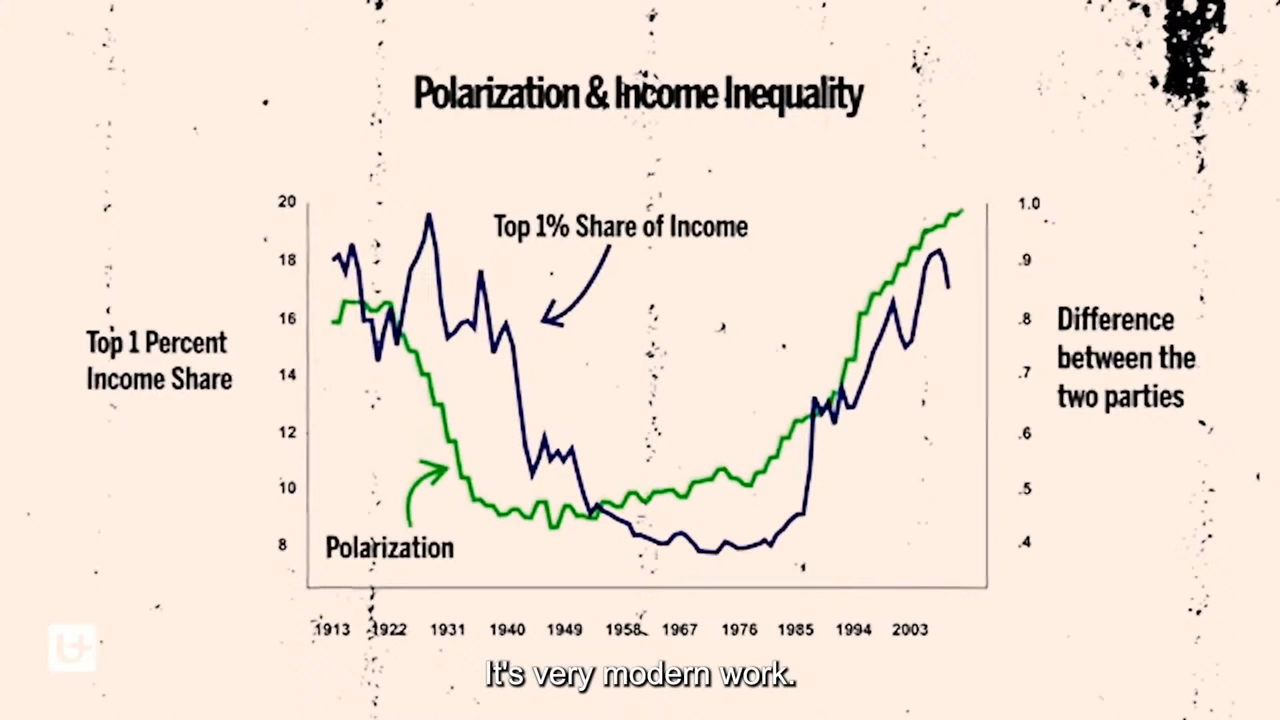 Polarization & Income Inequality
20
18
16
14
12
10
8
Top 1 Percent
Income Share
Top 1% Share of Income
Polarization
1.0
.9
.8
.7
.6
.5
.4
Difference
between the
two parties
1913 1922 1931 1940 1949 1958 1967 1976 1985 1994 2003
It's very modern work.